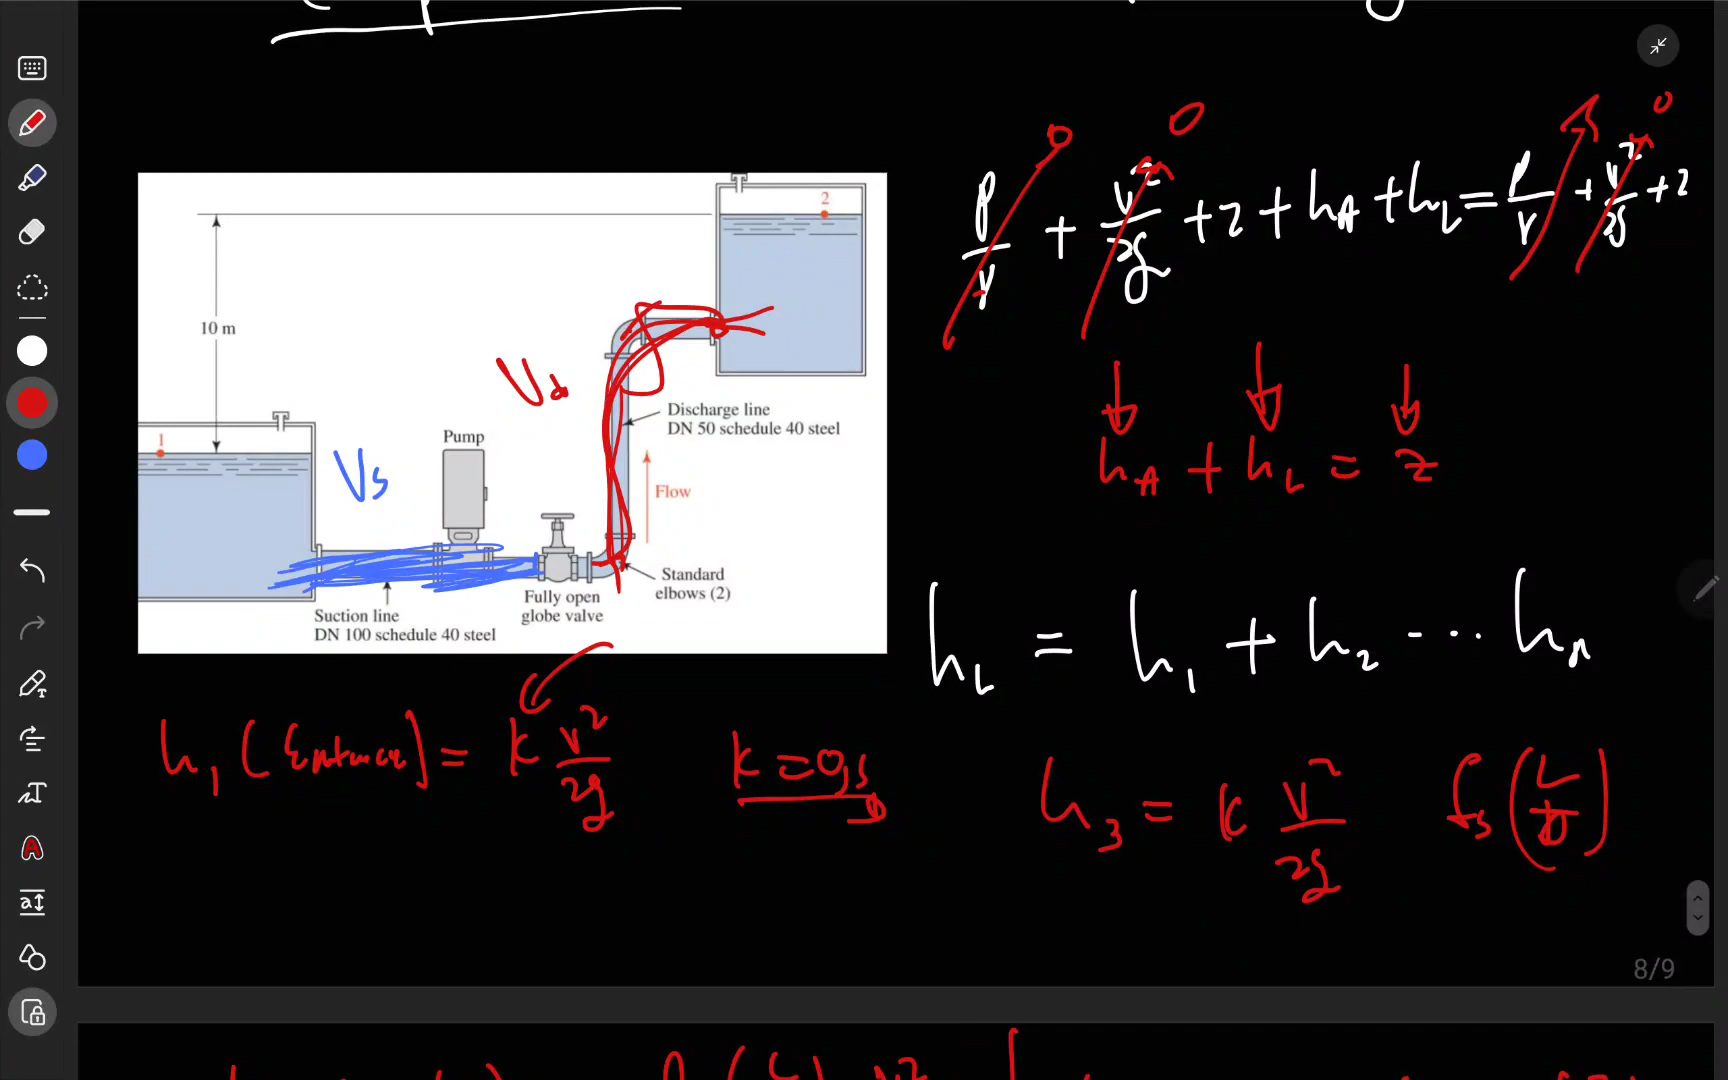 p/γ + v²/2g + z + hA + hL = p/γ + v²/2g + z
0 0 0
2
10 m
1
Pump
Vs
Vd
Discharge line
DN 50 schedule 40 steel
Flow
Standard
elbows (2)
Fully open
globe valve
Suction line
DN 100 schedule 40 steel
hA + hL = z
hL = h1 + h2 -... hn
h1 (Entrance) = k v²/2g
k = 0,5
h3 = k v²/2g
fs (L/D)
8/9